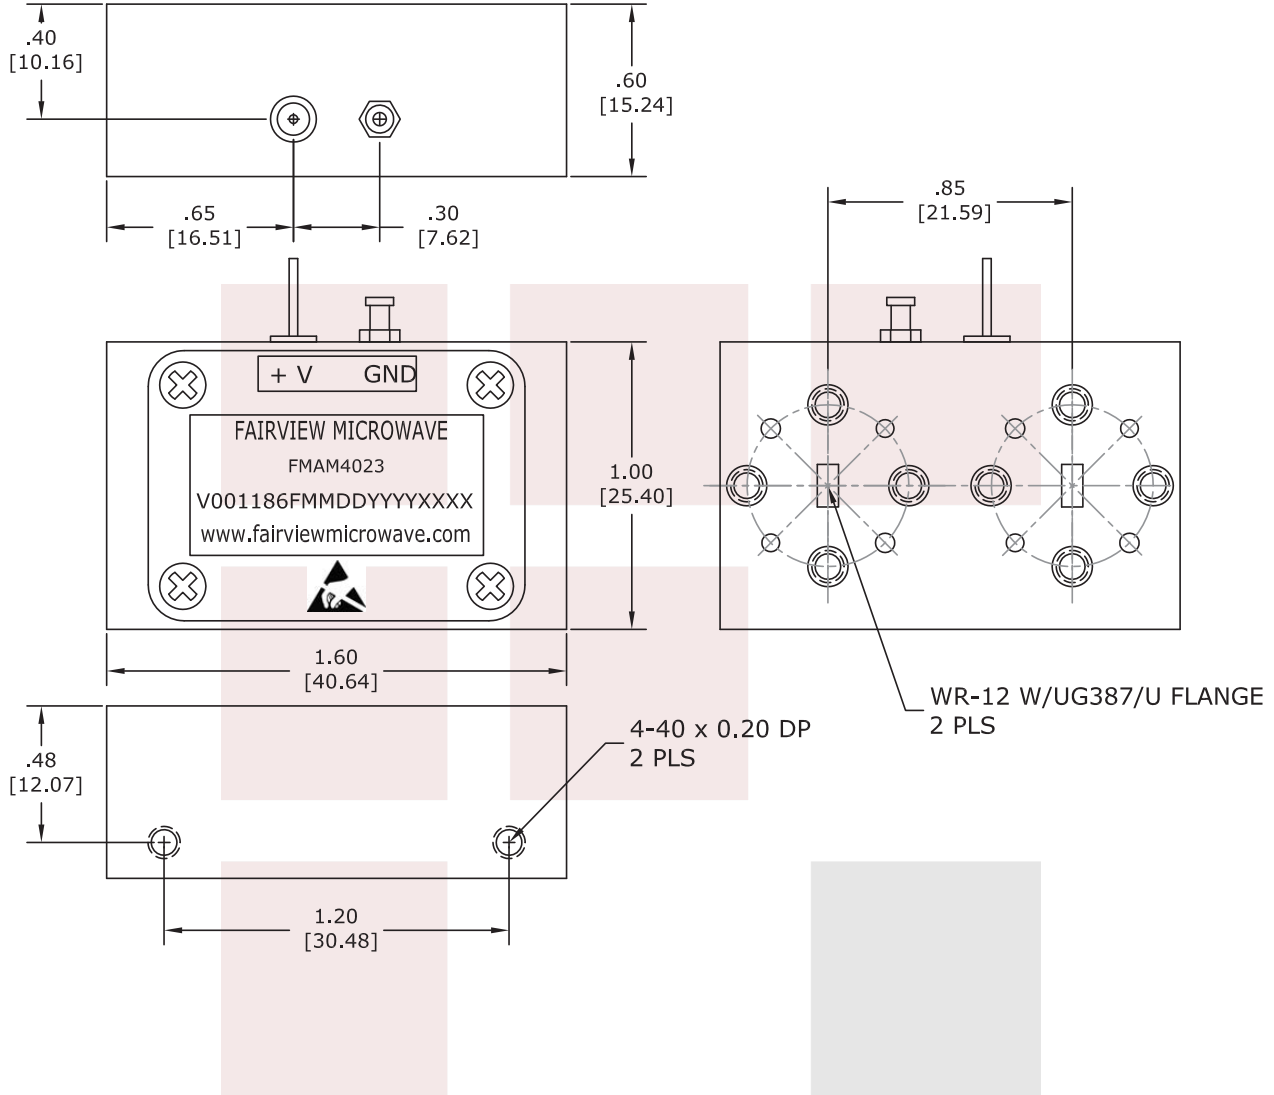 .40
[10.16]
.60
[15.24]
.65
[16.51]
.30
[7.62]
.85
[21.59]
+ V GND
FAIRVIEW MICROWAVE
FMAM4023
V001186FMMDDYYYYXXXX
www.fairviewmicrowave.com
1.00
[25.40]
1.60
[40.64]
WR-12 W/UG387/U FLANGE
2 PLS
4-40 x 0.20 DP
2 PLS
.48
[12.07]
1.20
[30.48]